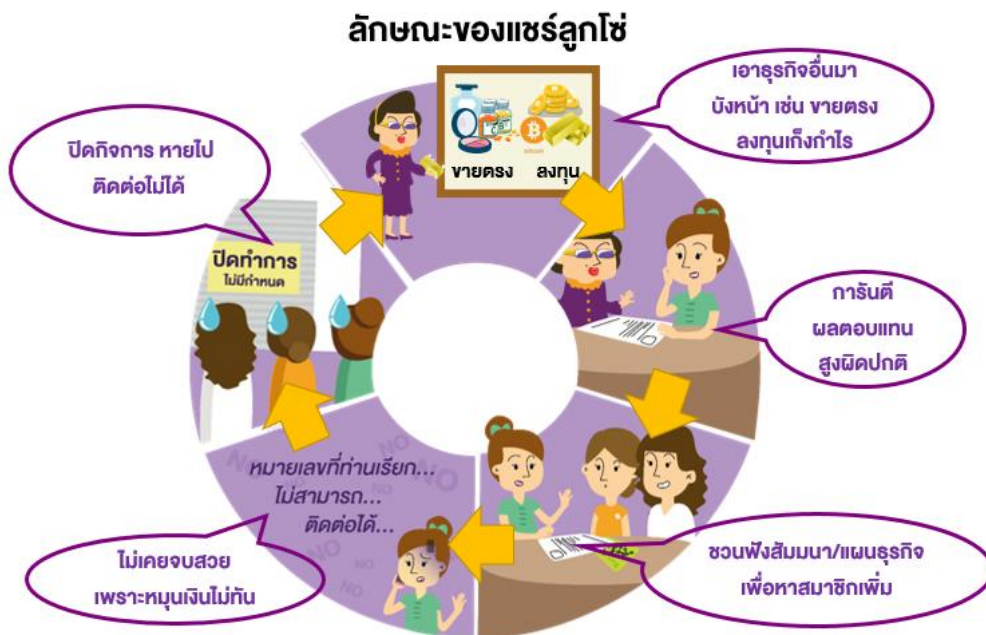 ลักษณะของแชร์ลูกโซ่
เอาธุรกิจอื่นมา
บังหน้า เช่น ขายตรง
ลงทุนเก็งกำไร
bitcoin
ขายตรง ลงทุน
ปิดกิจการ หายไป
ติดต่อไม่ได้
ปิดทำการ
ไม่มีกำหนด
การันตี
ผลตอบแทน
สูงผิดปกติ
NO
NO
NO
NO
NO
NO
หมายเลขที่ท่านเรียก...
ไม่สามารถ...
ติดต่อได้...
ชวนฟังสัมมนา/แผนธุรกิจ
เพื่อหาสมาชิกเพิ่ม
ไม่เคยจบสวย
เพราะหมุนเงินไม่ทัน